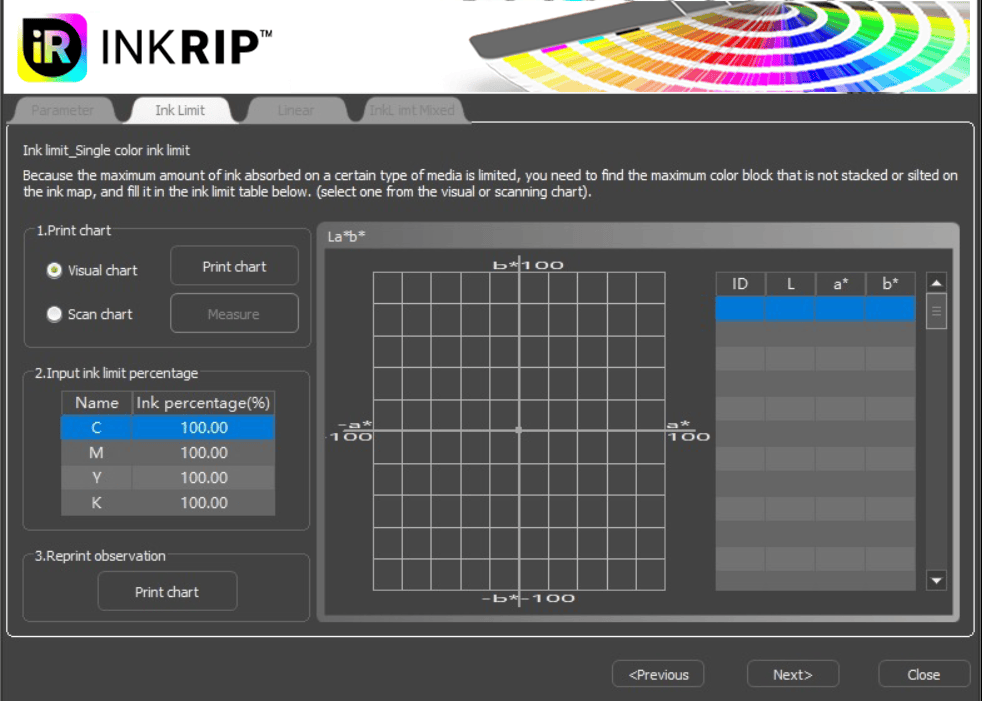 iR INKRIP™
Parameter
Ink Limit
Linear
InkLimt Mixed
Ink limit_Single color ink limit
Because the maximum amount of ink absorbed on a certain type of media is limited, you need to find the maximum color block that is not stacked or silted on
the ink map, and fill it in the ink limit table below. (select one from the visual or scanning chart).
1.Print chart
Visual chart
Print chart
Scan chart
Measure
2.Input ink limit percentage
Name Ink percentage(%)
C 100.00
M 100.00
Y 100.00
K 100.00
3.Reprint observation
Print chart
La*b*
b*100
-a*
-100
a*
100
-b*-100
ID L a* b*
<Previous
Next>
Close